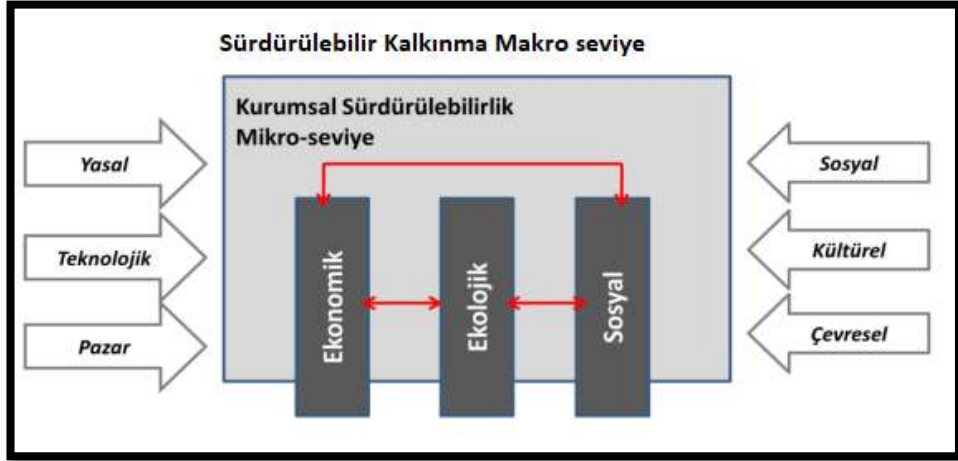 Sürdürülebilir Kalkınma Makro seviye
Kurumsal Sürdürülebilirlik
Mikro-seviye
Yasal
Teknolojik
Pazar
Ekonomik
Ekolojik
Sosyal
Sosyal
Kültürel
Çevresel